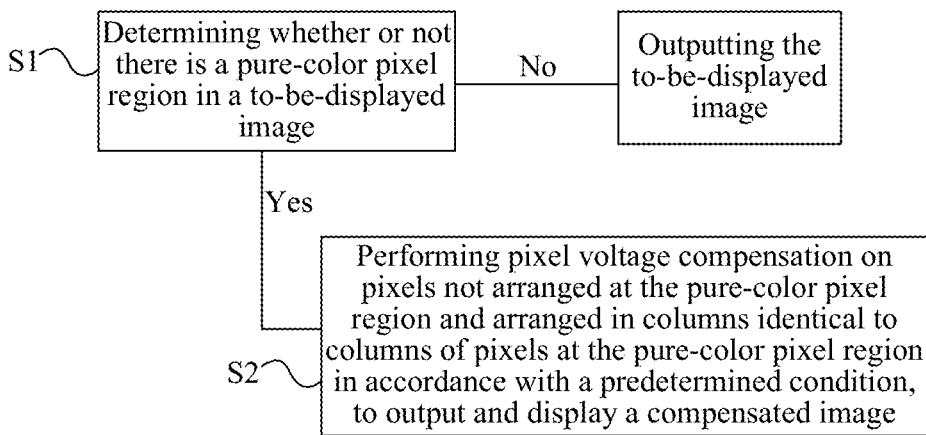 S1
Determining whether or not
there is a pure-color pixel
region in a to-be-displayed
image
No
Outputting the
to-be-displayed
image
Yes
S2
Performing pixel voltage compensation on
pixels not arranged at the pure-color pixel
region and arranged in columns identical to
columns of pixels at the pure-color pixel region
in accordance with a predetermined condition,
to output and display a compensated image